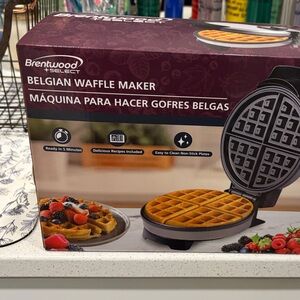 Brentwood
+SELECT
BELGIAN WAFFLE MAKER
MÁQUINA PARA HACER GOFRES BELGAS
Ready in 5 Minutes
Delicious Recipes Included
Easy to Clean Non-Stick Plates